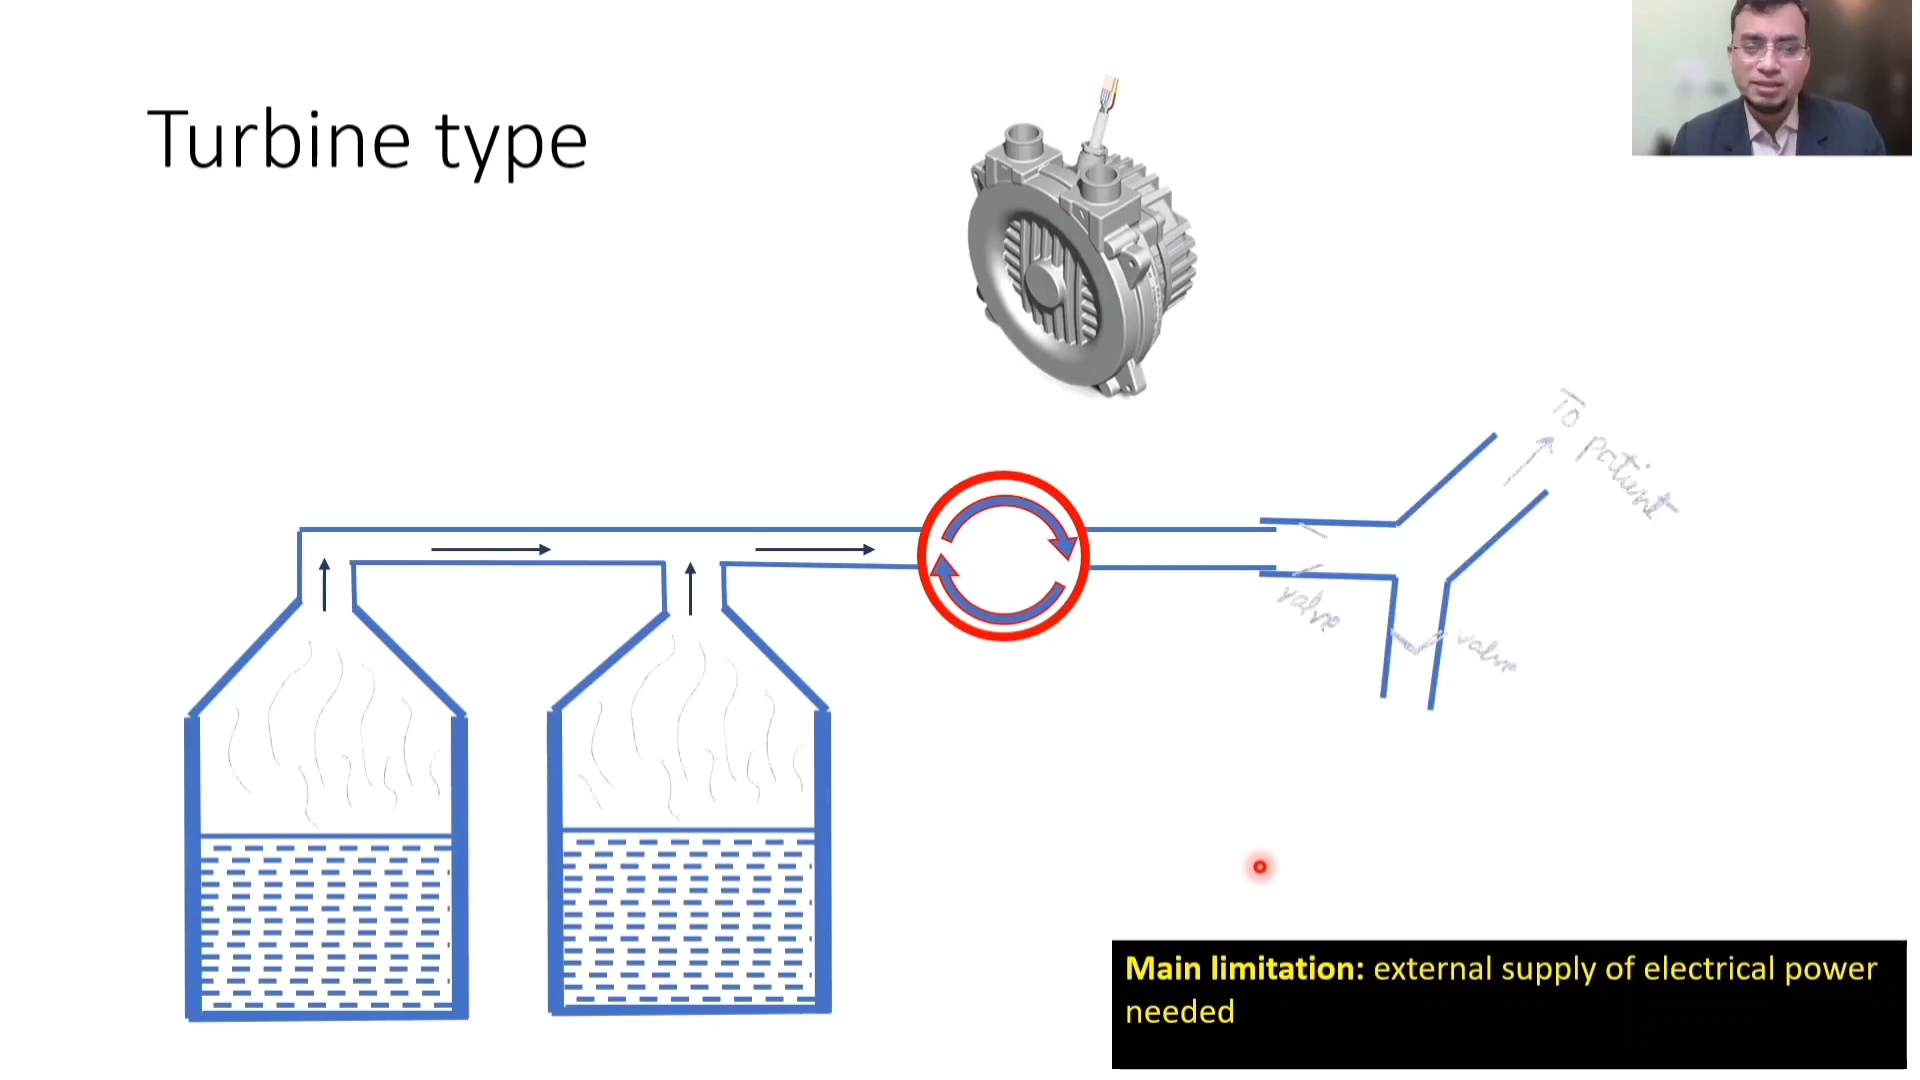 Turbine type
To patient
valve
valve
Main limitation: external supply of electrical power
needed